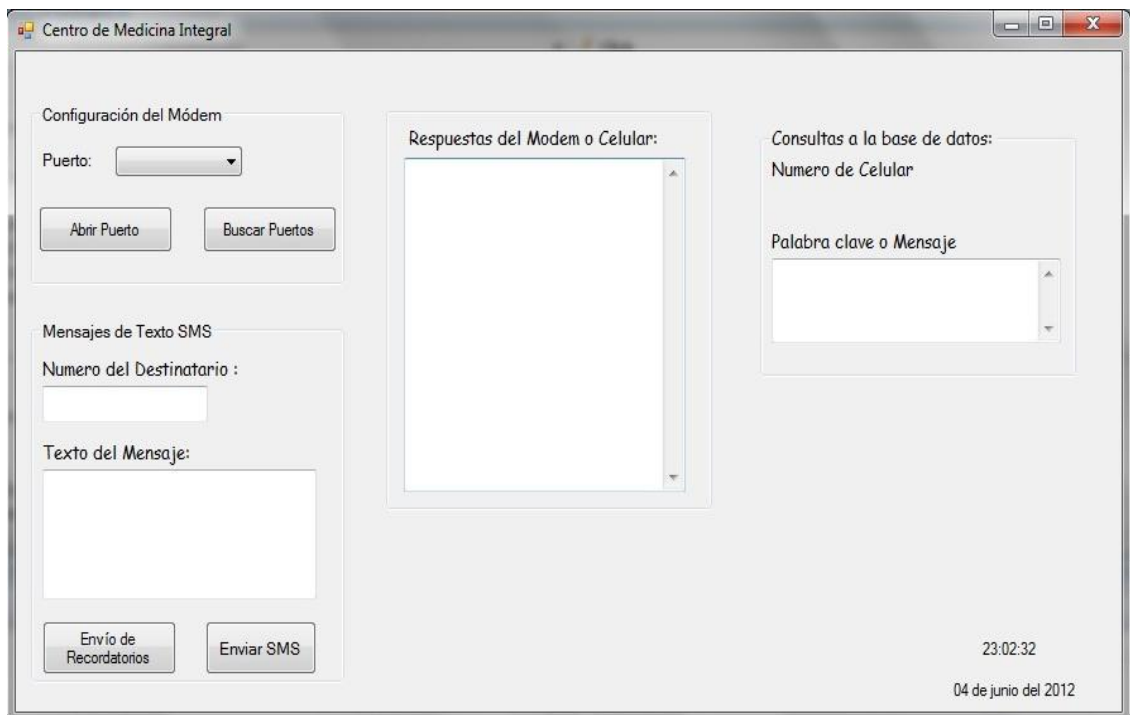 Centro de Medicina Integral
Configuración del Módem
Puerto:
Abrir Puerto
Buscar Puertos
Mensajes de Texto SMS
Numero del Destinatario :
Texto del Mensaje:
Envío de
Recordatorios
Enviar SMS
Respuestas del Modem o Celular:
Consultas a la base de datos:
Numero de Celular
Palabra clave o Mensaje
23:02:32
04 de junio del 2012